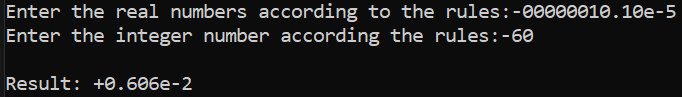 Enter the real numbers according to the rules:-00000010.10e-5
Enter the integer number according the rules:-60
Result: +0.606e-2